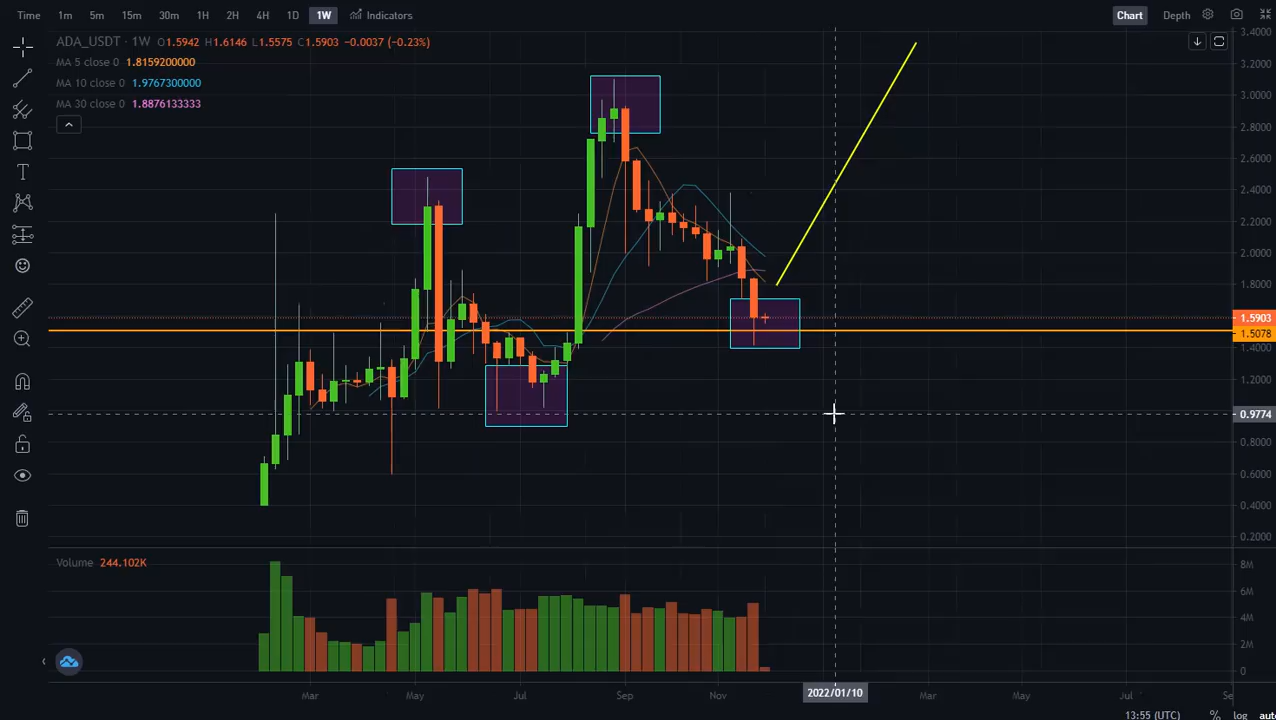 Time 1m 5m 15m 30m 1H 2H 4H 1D 1W Indicators Chart Depth
ADA_USDT · 1W O1.5942 H1.6146 L1.5575 C1.5903 −0.0037 (−0.23%)
MA 5 close 0 1.8159200000
MA 10 close 0 1.9767300000
MA 30 close 0 1.8876133333
3.4000
3.2000
3.0000
2.8000
2.6000
2.4000
2.2000
2.0000
1.8000
1.5903
1.5078
1.4000
1.2000
0.9774
0.8000
0.6000
0.4000
0.2000
Volume 244.102K
8M
6M
4M
2M
0
Mar May Jul Sep Nov 2022/01/10 Mar May Jul Se
13:55 (UTC) % log aut